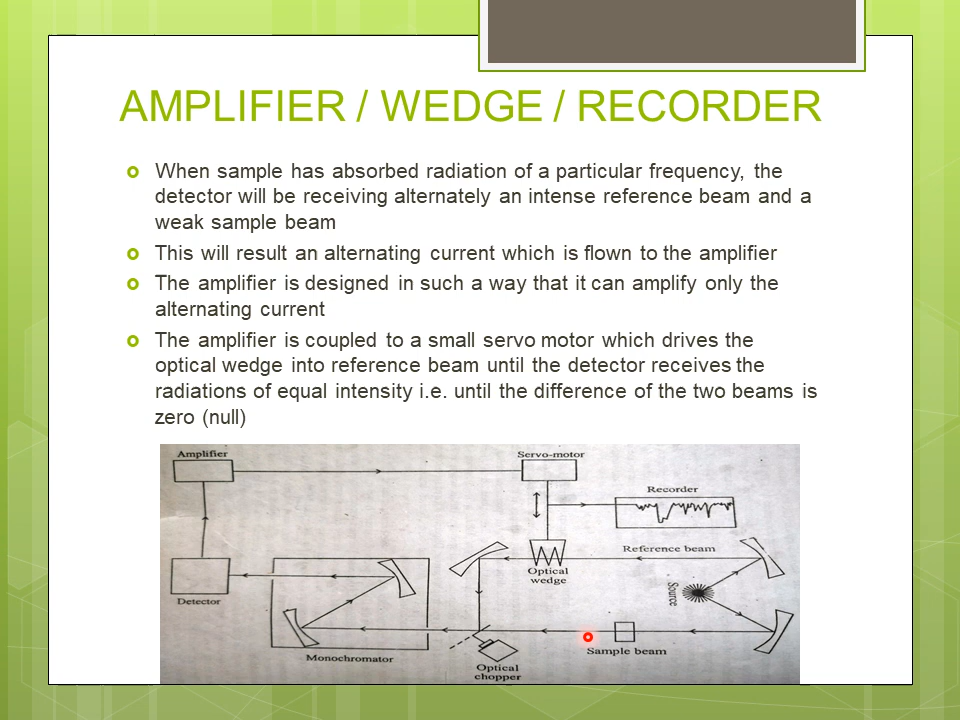 AMPLIFIER / WEDGE / RECORDER
When sample has absorbed radiation of a particular frequency, the
detector will be receiving alternately an intense reference beam and a
weak sample beam
This will result an alternating current which is flown to the amplifier
The amplifier is designed in such a way that it can amplify only the
alternating current
The amplifier is coupled to a small servo motor which drives the
optical wedge into reference beam until the detector receives the
radiations of equal intensity i.e. until the difference of the two beams is
zero (null)
Amplifier
Servo-motor
Recorder
Reference beam
Optical
wedge
Source
Detector
Monochromator
Sample beam
Optical
chopper